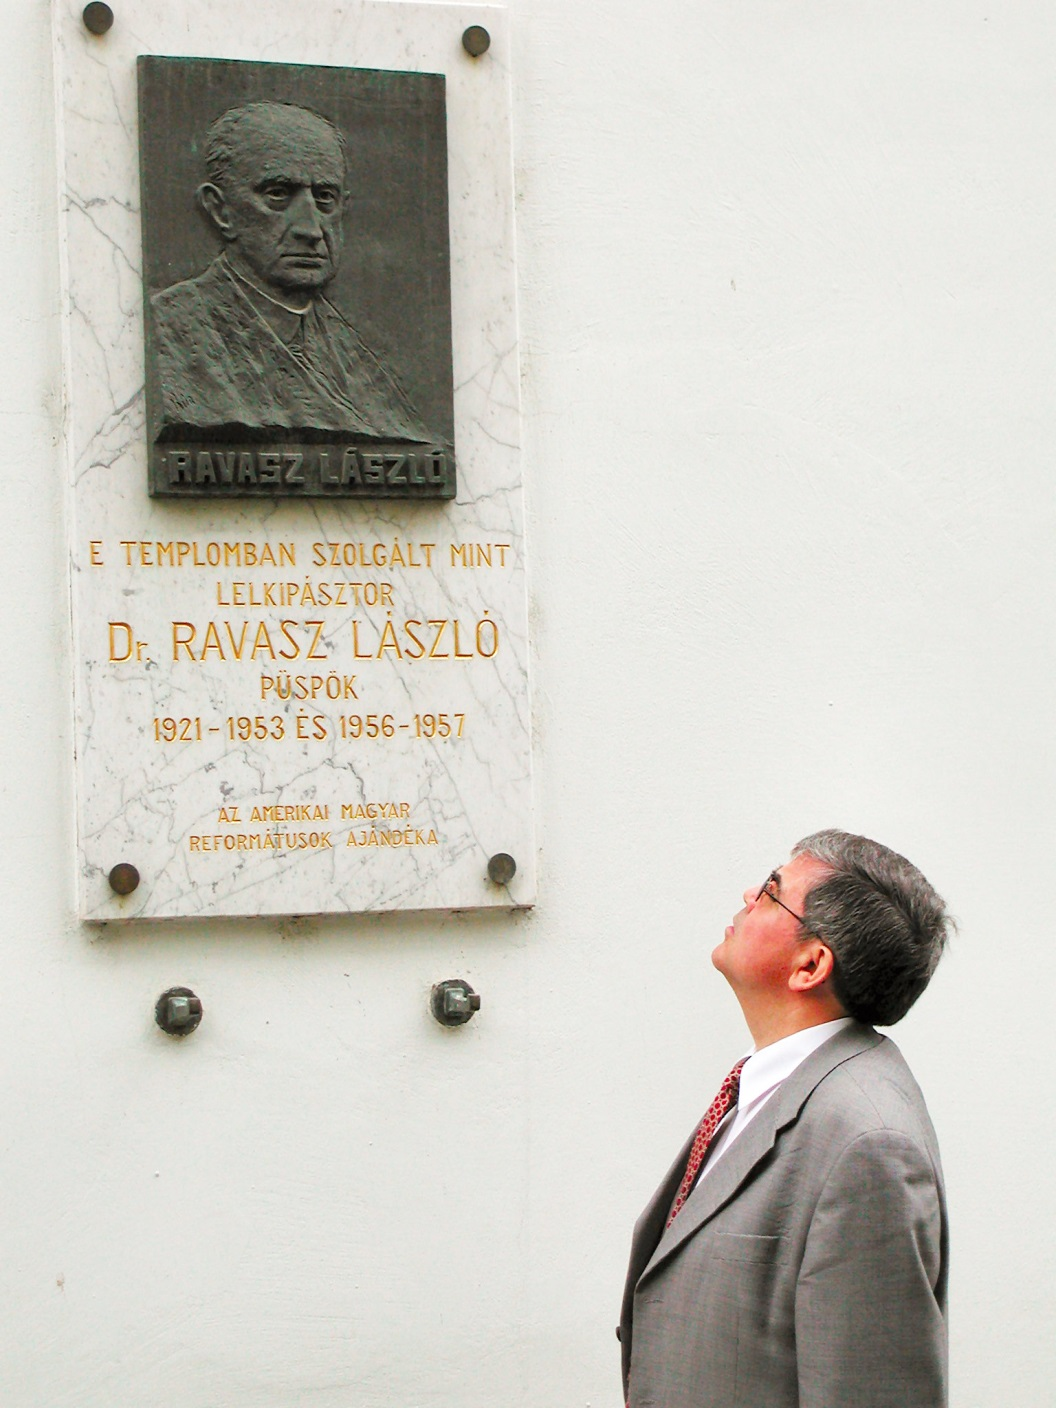 RAVASZ LÁSZLÓ
E TEMPLOMBAN SZOLGÁLT MINT
LELKIPÁSZTOR
Dr. RAVASZ LÁSZLÓ
PÜSPÖK
1921-1953 ÉS 1956-1957
AZ AMERIKAI MAGYAR
REFORMÁTUSOK AJÁNDÉKA